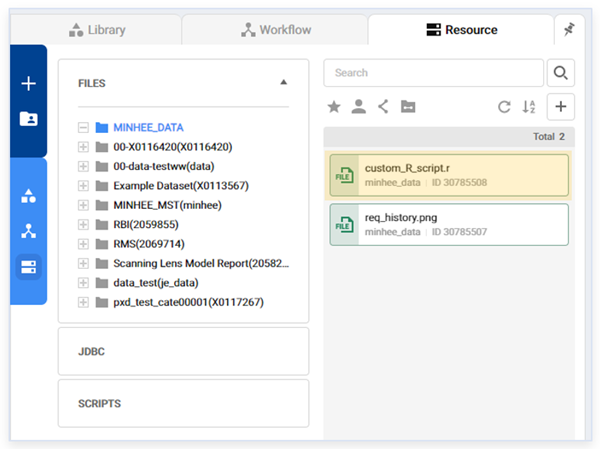 Library
Workflow
Resource
FILES
MINHEE_DATA
00-X0116420(X0116420)
00-data-testww(data)
Example Dataset(X0113567)
MINHEE_MST(minhee)
RBI(2059855)
RMS(2069714)
Scanning Lens Model Report(20582...
data_test(je_data)
pxd_test_cate00001(X0117267)
JDBC
SCRIPTS
Search
A
Z
Total 2
FILE
custom_R_script.r
minhee_data | ID 30785508
FILE
req_history.png
minhee_data | ID 30785507